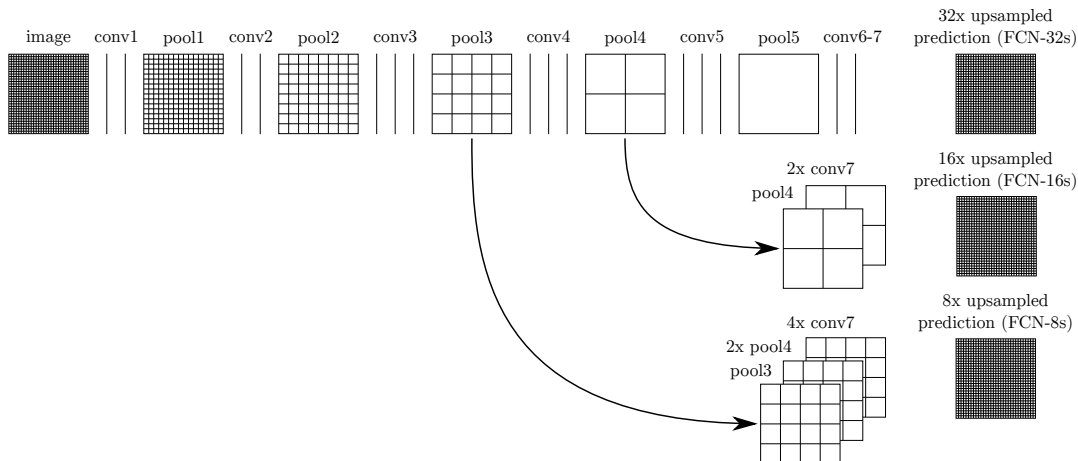 image
conv1
pool1
conv2
pool2
conv3
pool3
conv4
pool4
conv5
pool5
conv6-7
32x upsampled
prediction (FCN-32s)
2x conv7
pool4
16x upsampled
prediction (FCN-16s)
4x conv7
2x pool4
pool3
8x upsampled
prediction (FCN-8s)